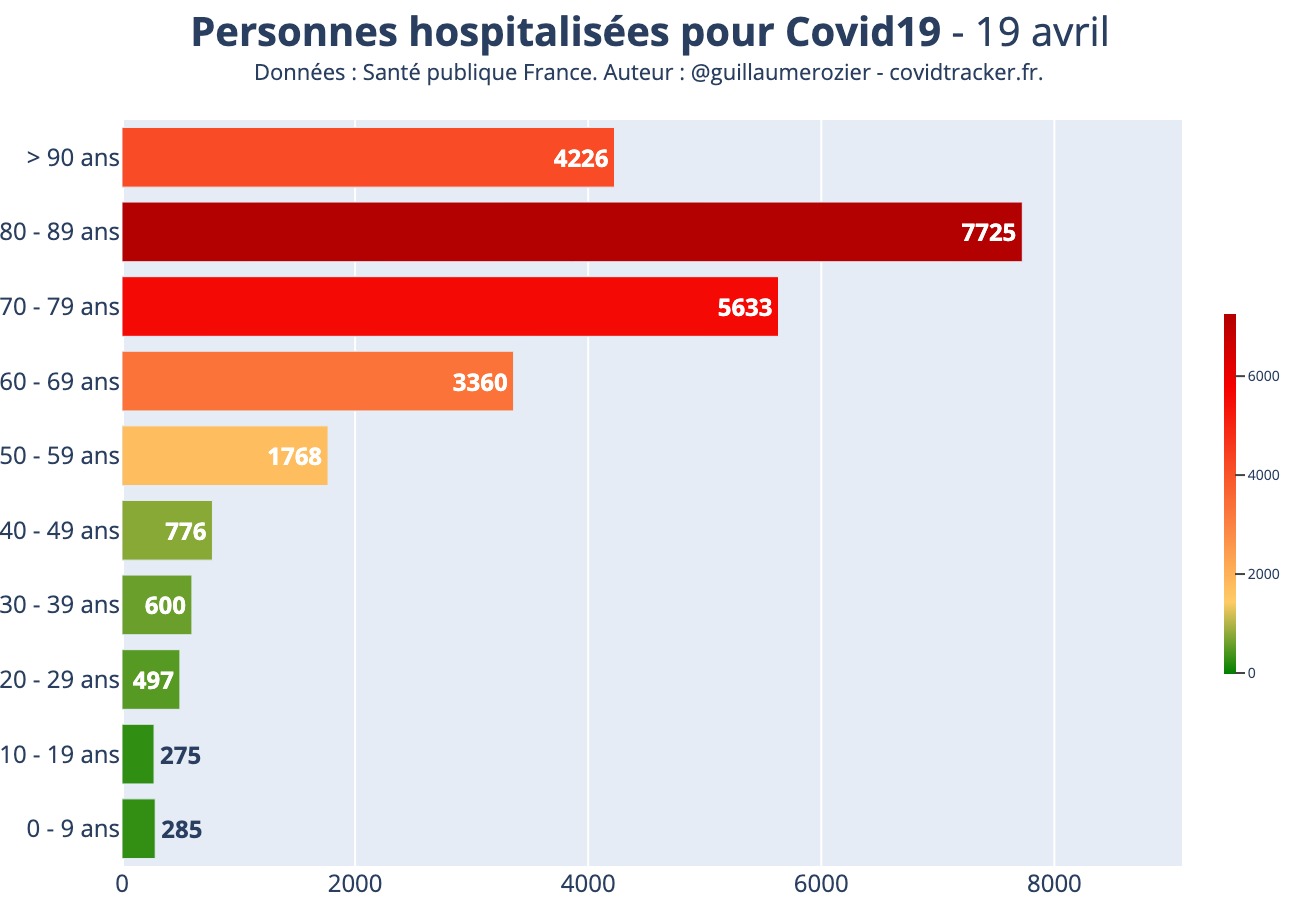 Personnes hospitalisées pour Covid19 - 19 avril
Données : Santé publique France. Auteur : @guillaumerozier - covidtracker.fr.
> 90 ans 4226
80 - 89 ans 7725
70 - 79 ans 5633
60 - 69 ans 3360
50 - 59 ans 1768
40 - 49 ans 776
30 - 39 ans 600
20 - 29 ans 497
10 - 19 ans 275
0 - 9 ans 285
0 2000 4000 6000 8000
6000
4000
2000
0